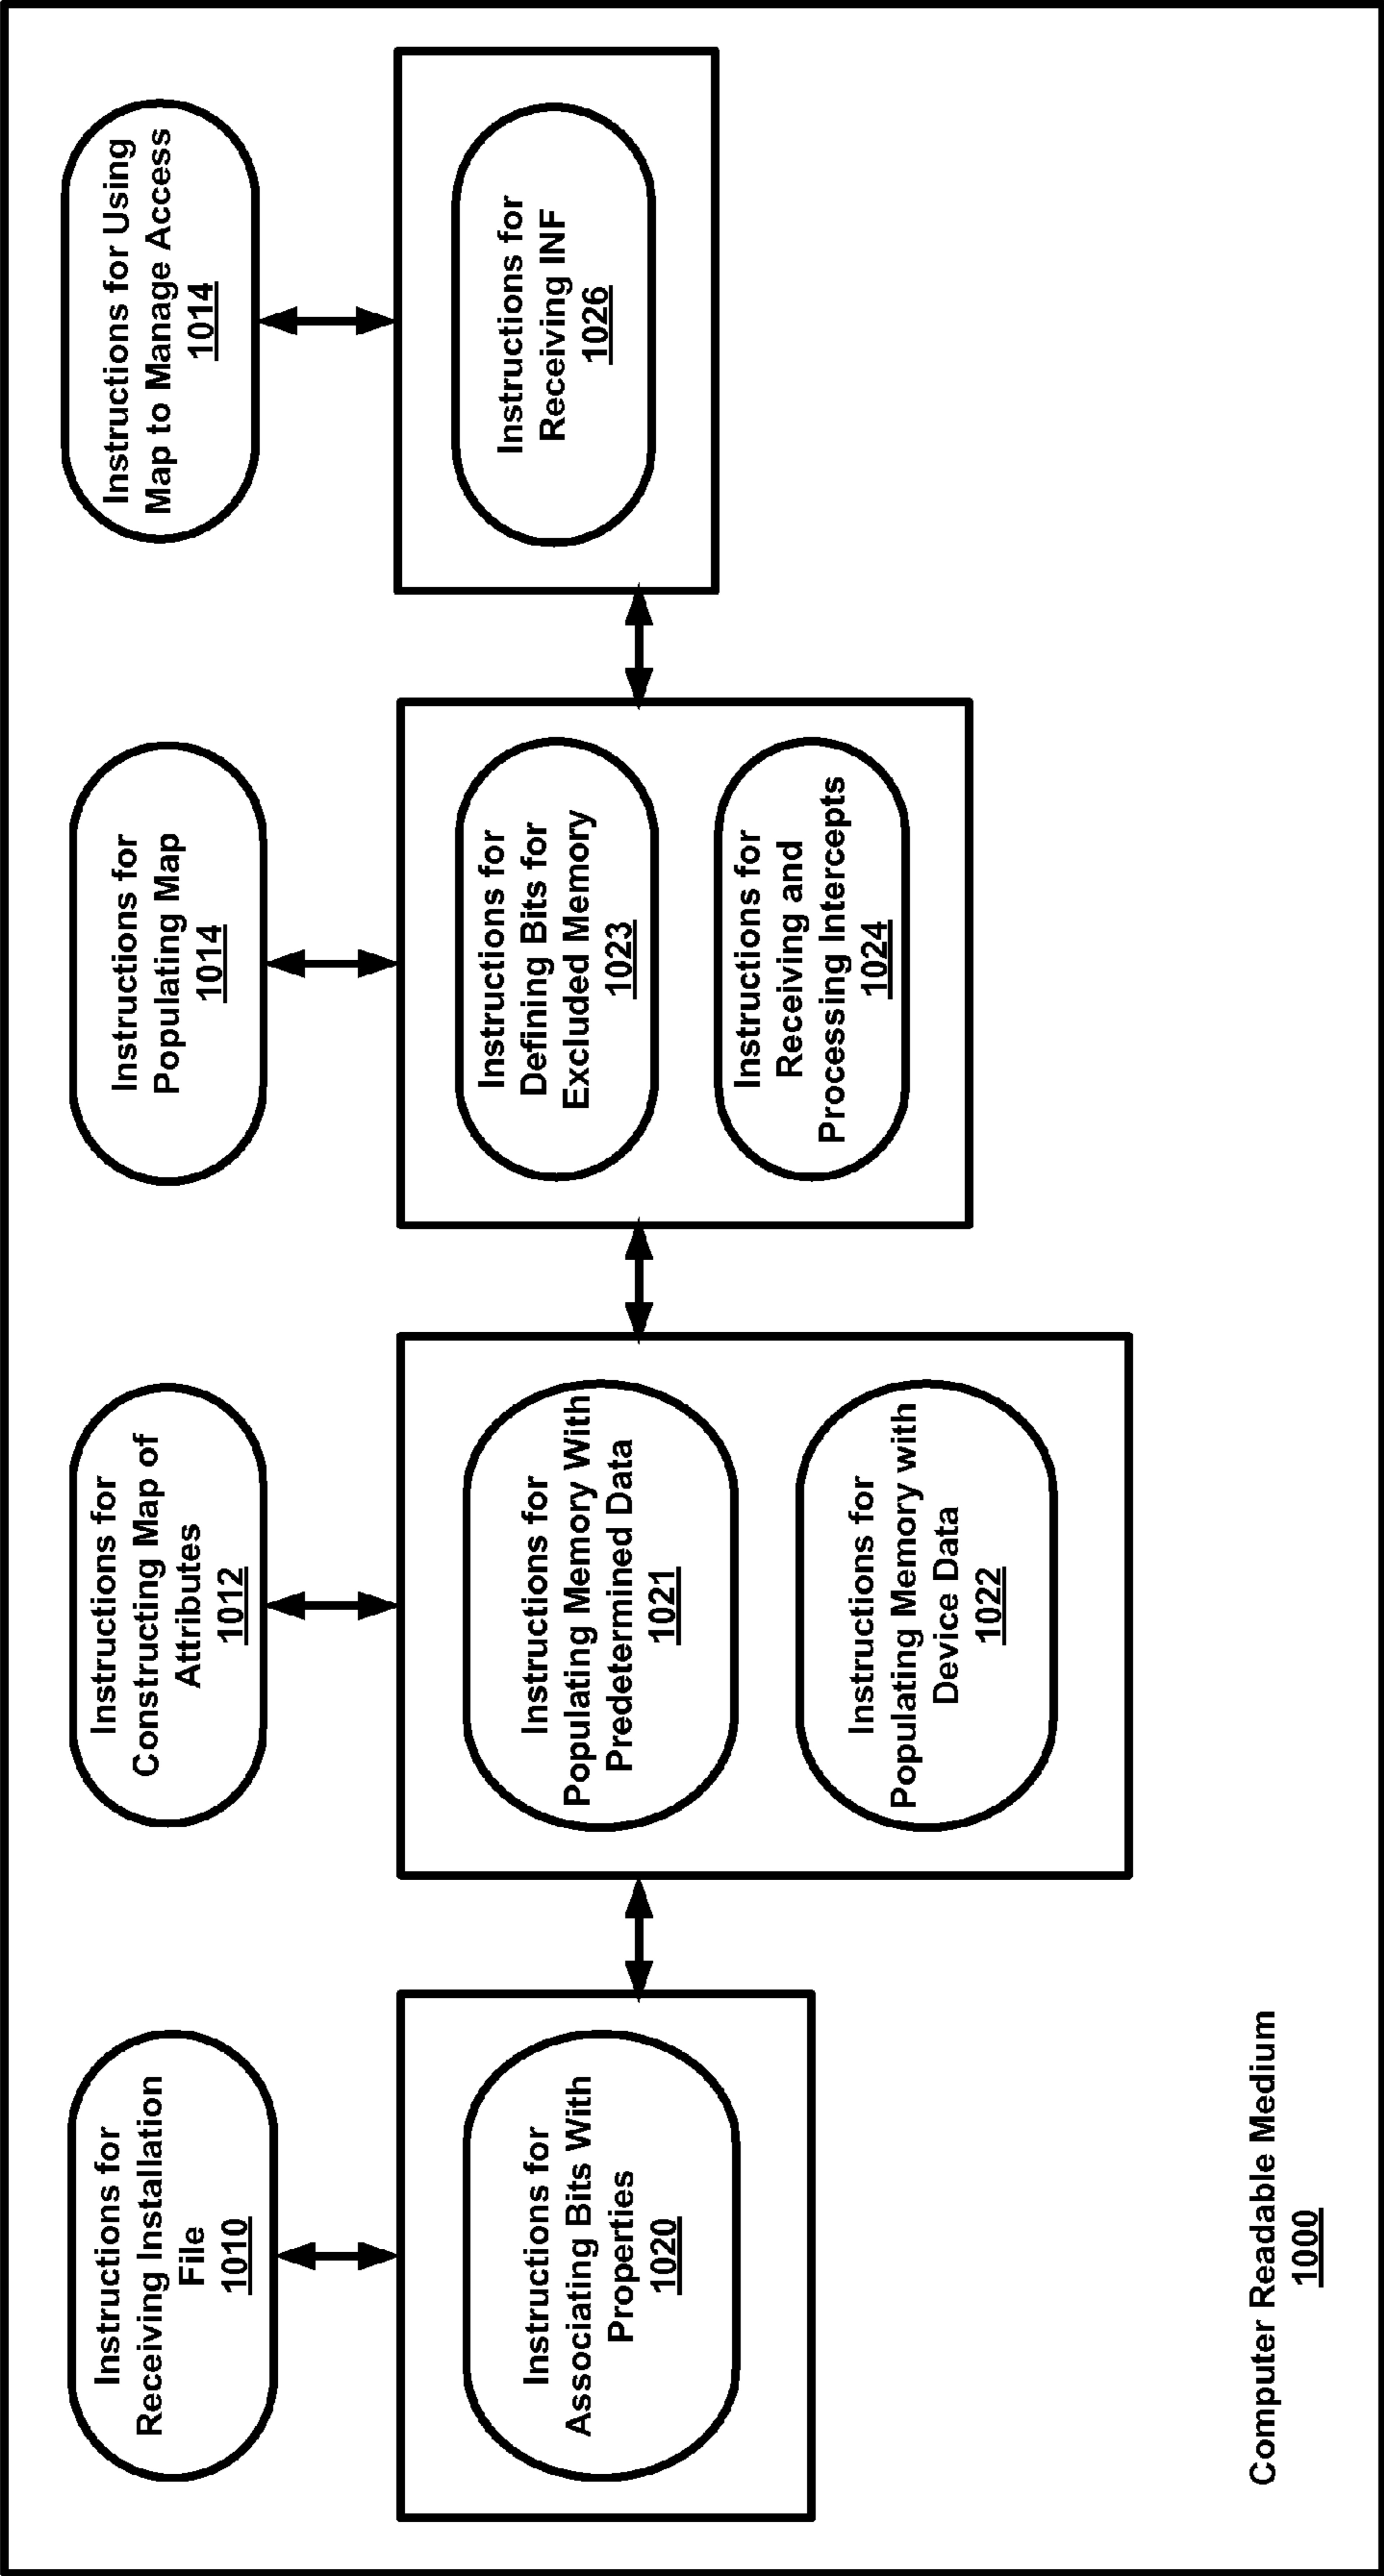 Instructions for
Receiving Installation
File
1010
Instructions for
Constructing Map of
Attributes
1012
Instructions for
Populating Map
1014
Instructions for Using
Map to Manage Access
1014
Instructions for
Associating Bits With
Properties
1020
Instructions for
Populating Memory With
Predetermined Data
1021
Instructions for
Populating Memory with
Device Data
1022
Instructions for
Defining Bits for
Excluded Memory
1023
Instructions for
Receiving and
Processing Intercepts
1024
Instructions for
Receiving INF
1026
Computer Readable Medium
1000